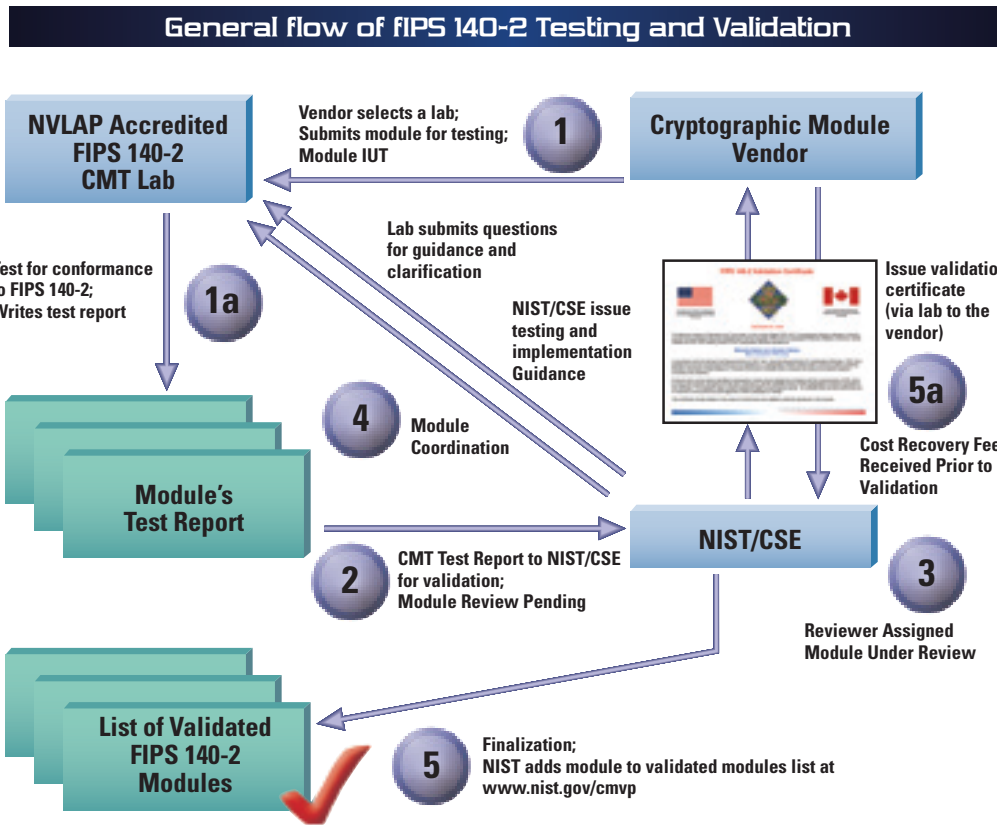 General flow of fIPS 140-2 Testing and Validation
NVLAP Accredited
FIPS 140-2
CMT Lab
Vendor selects a lab;
Submits module for testing;
Module IUT
1
Cryptographic Module
Vendor
Lab submits questions
for guidance and
clarification
est for conformance
o FIPS 140-2;
Writes test report
1a
NIST/CSE issue
testing and
implementation
Guidance
FIPS 140-2 Validation Certificate
Issue validatio
certificate
(via lab to the
vendor)
5a
Cost Recovery Fee
Received Prior to
Validation
4
Module
Coordination
Module's
Test Report
NIST/CSE
2
CMT Test Report to NIST/CSE
for validation;
Module Review Pending
3
Reviewer Assigned
Module Under Review
List of Validated
FIPS 140-2
Modules
5
Finalization;
NIST adds module to validated modules list at
www.nist.gov/cmvp